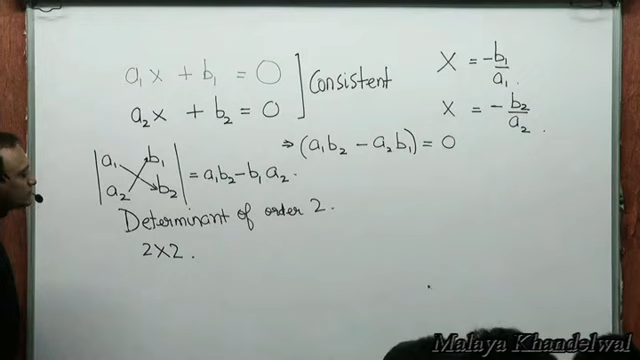 a₁x + b₁ = 0
a₂x + b₂ = 0
Consistent
x = -b₁/a₁.
x = -b₂/a₂.
⇒ (a₁b₂ - a₂b₁) = 0
|a₁ b₁|
|a₂ b₂| = a₁b₂ - b₁a₂.
Determinant of order 2.
2×2.
Malaya Khandelwal